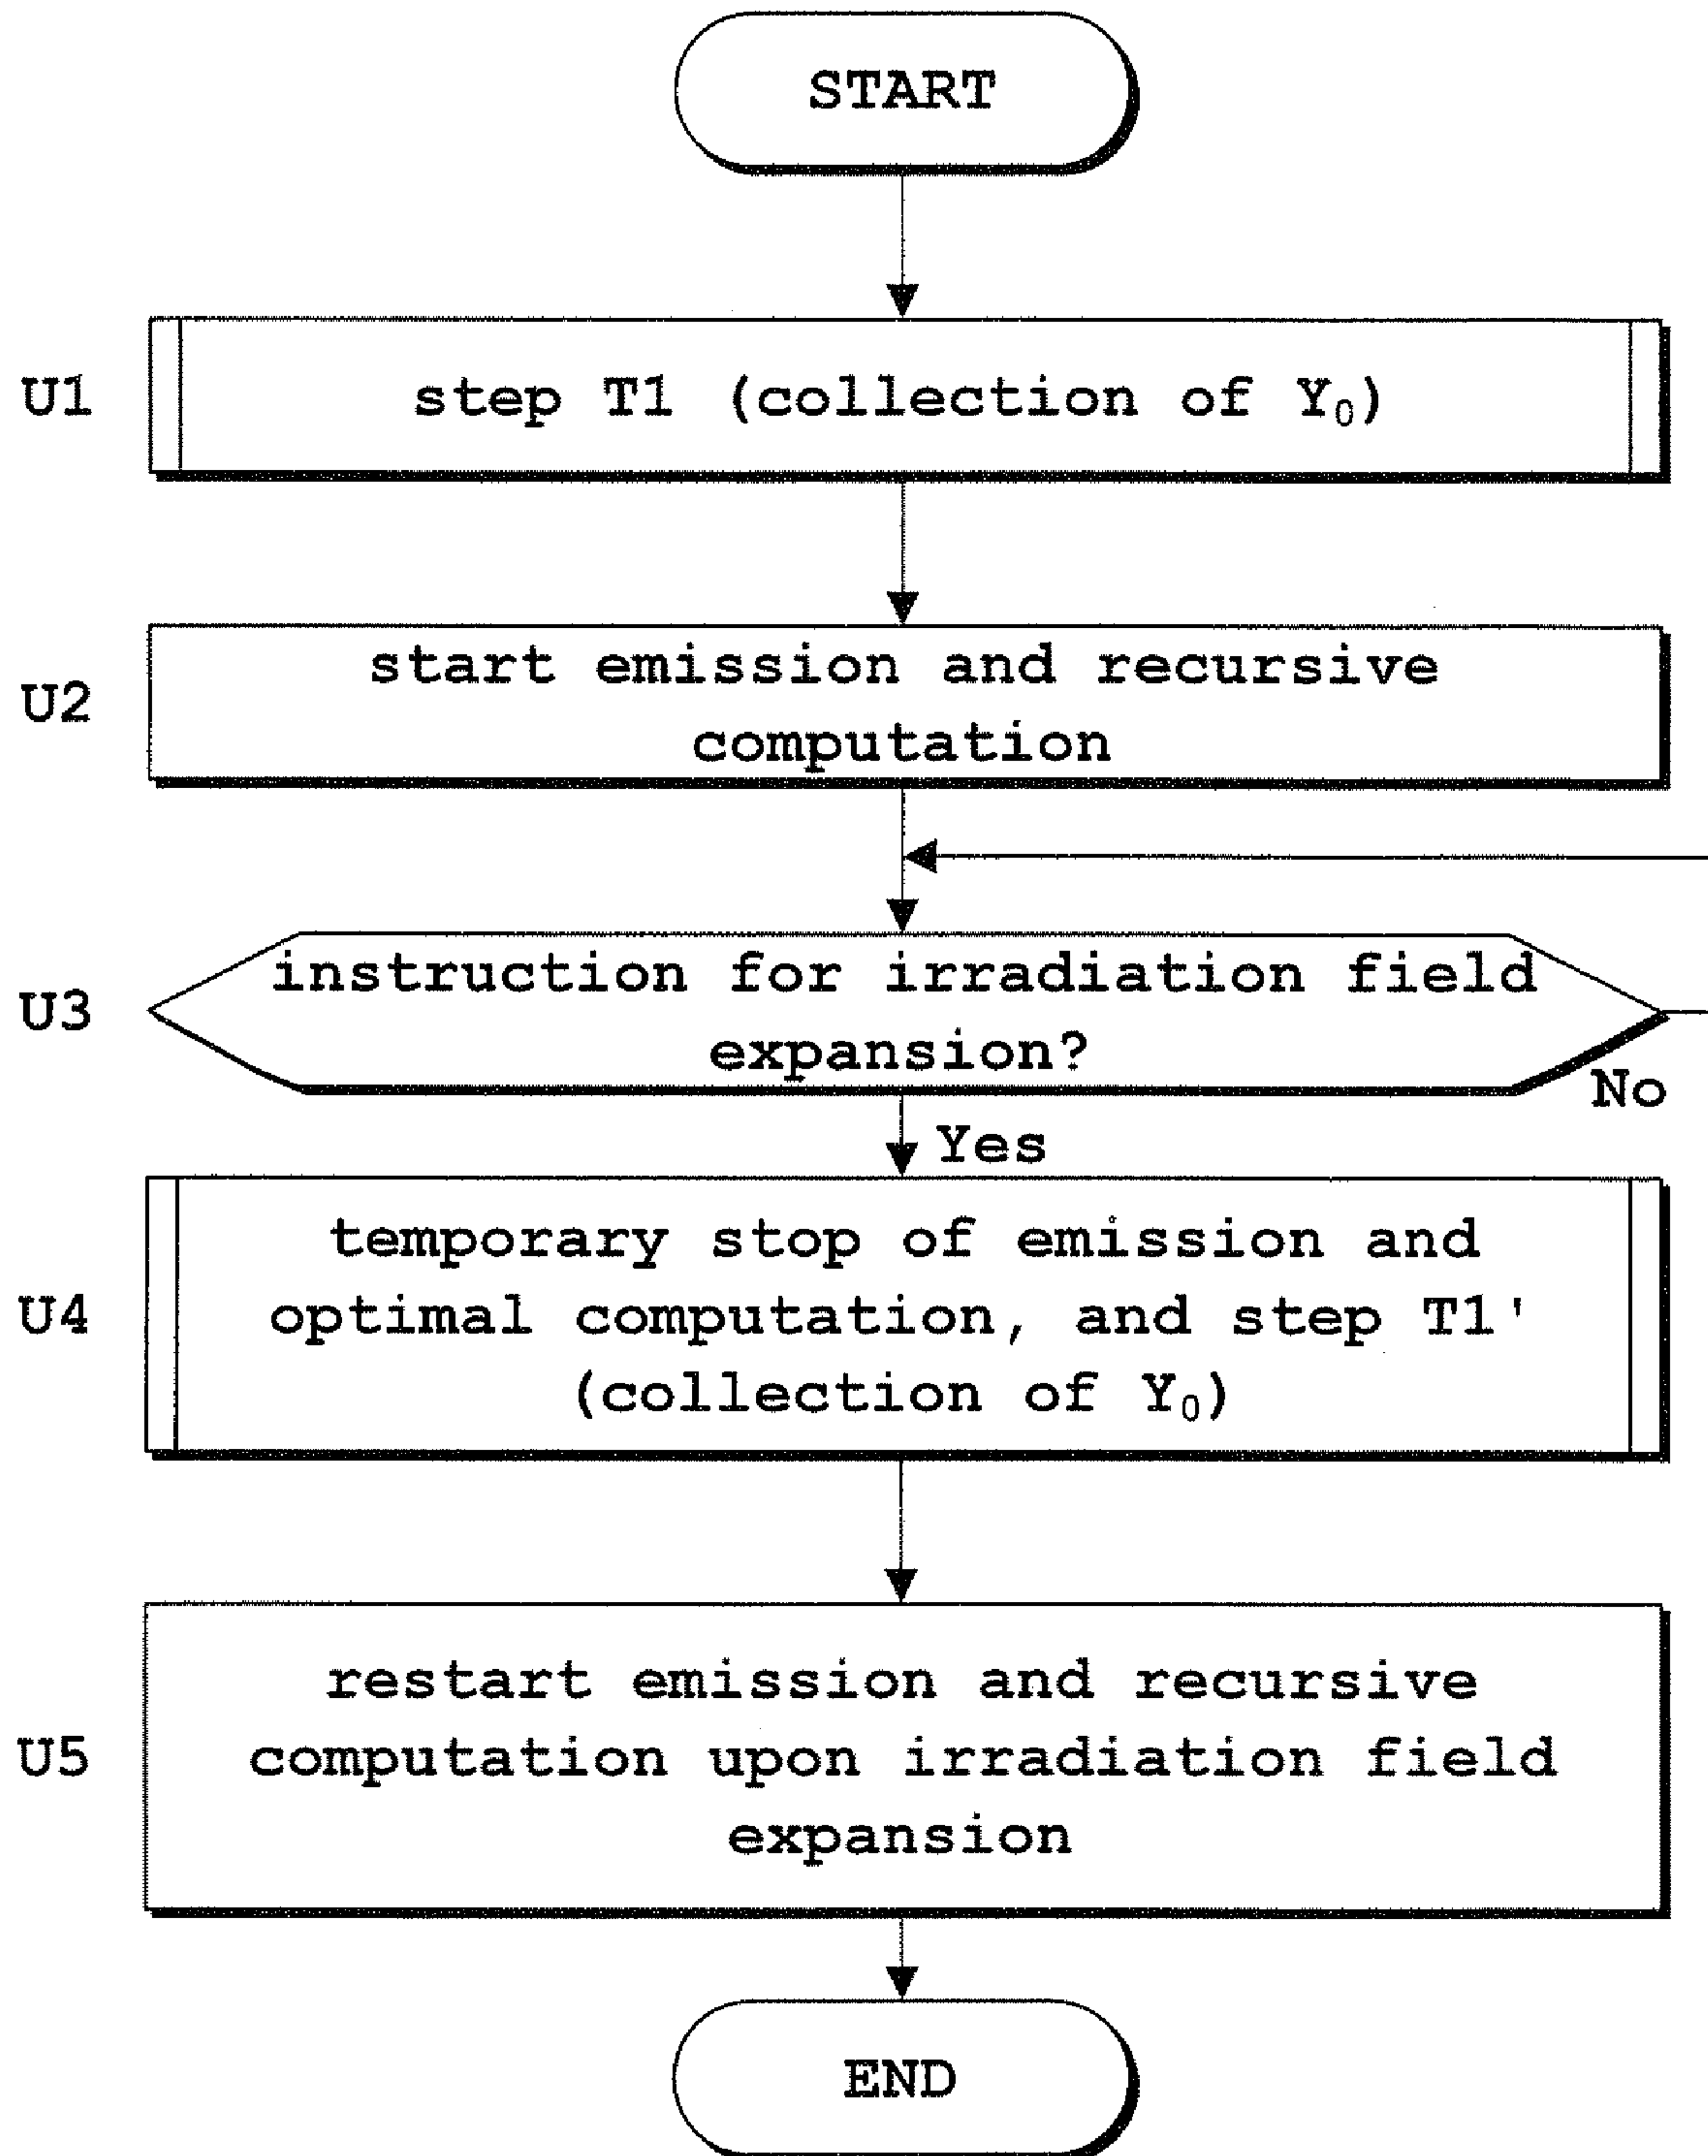 START
U1
step T1 (collection of Y₀)
U2
start emission and recursive
computation
U3
instruction for irradiation field
expansion?
No
Yes
U4
temporary stop of emission and
optimal computation, and step T1'
(collection of Y₀)
U5
restart emission and recursive
computation upon irradiation field
expansion
END